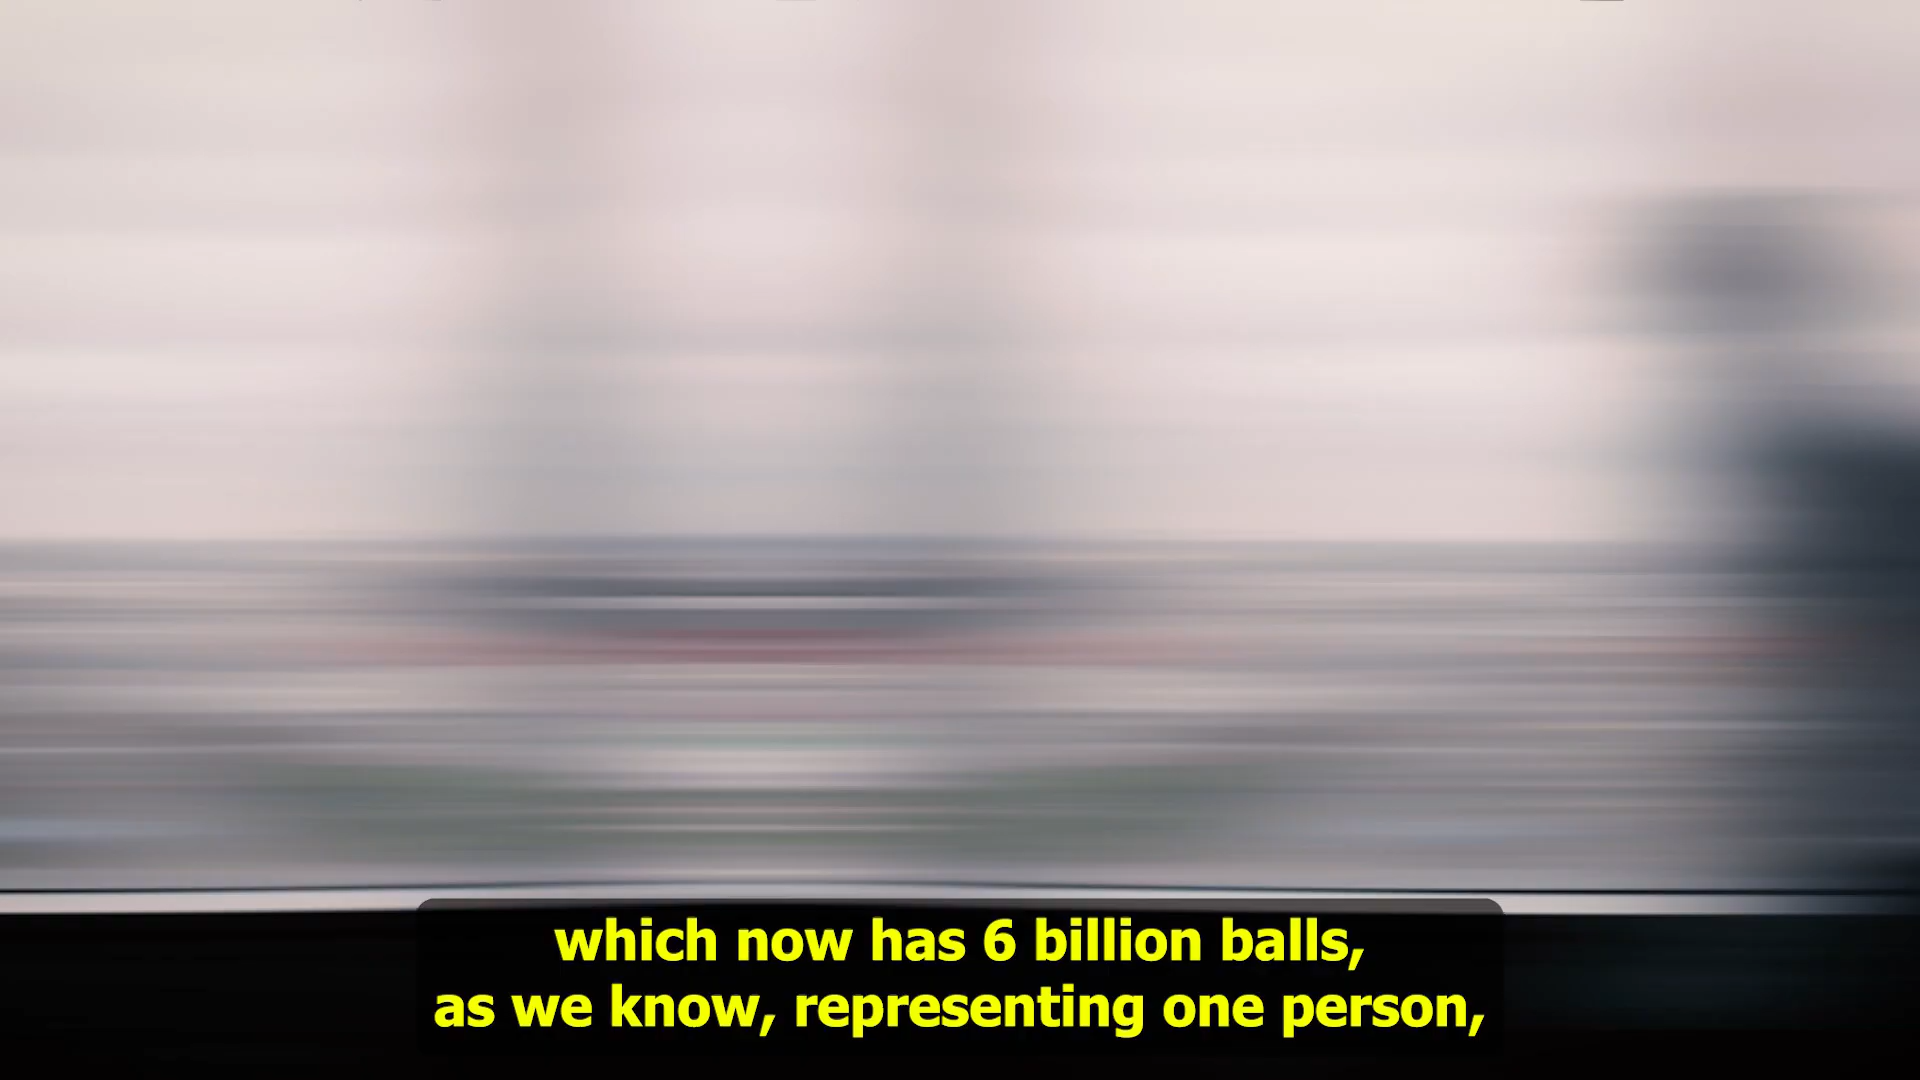 which now has 6 billion balls,
as we know, representing one person,